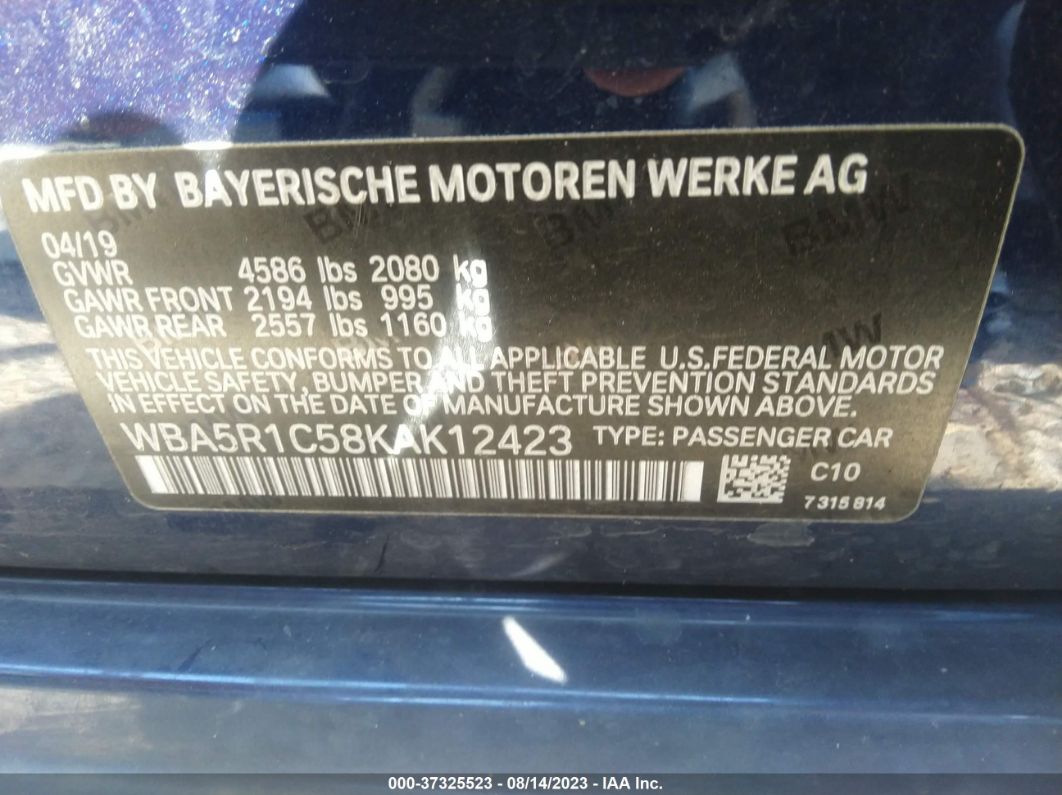 MFD BY BAYERISCHE MOTOREN WERKE AG
04/19
GVWR 4586 lbs 2080 kg
GAWR FRONT 2194 lbs 995 kg
GAWR REAR 2557 lbs 1160 kg
THIS VEHICLE CONFORMS TO ALL APPLICABLE U.S.FEDERAL MOTOR
VEHICLE SAFETY, BUMPER AND THEFT PREVENTION STANDARDS
IN EFFECT ON THE DATE OF MANUFACTURE SHOWN ABOVE.
WBA5R1C58KAK12423 TYPE: PASSENGER CAR
C10
7315814
000-37325523 - 08/14/2023 - IAA Inc.